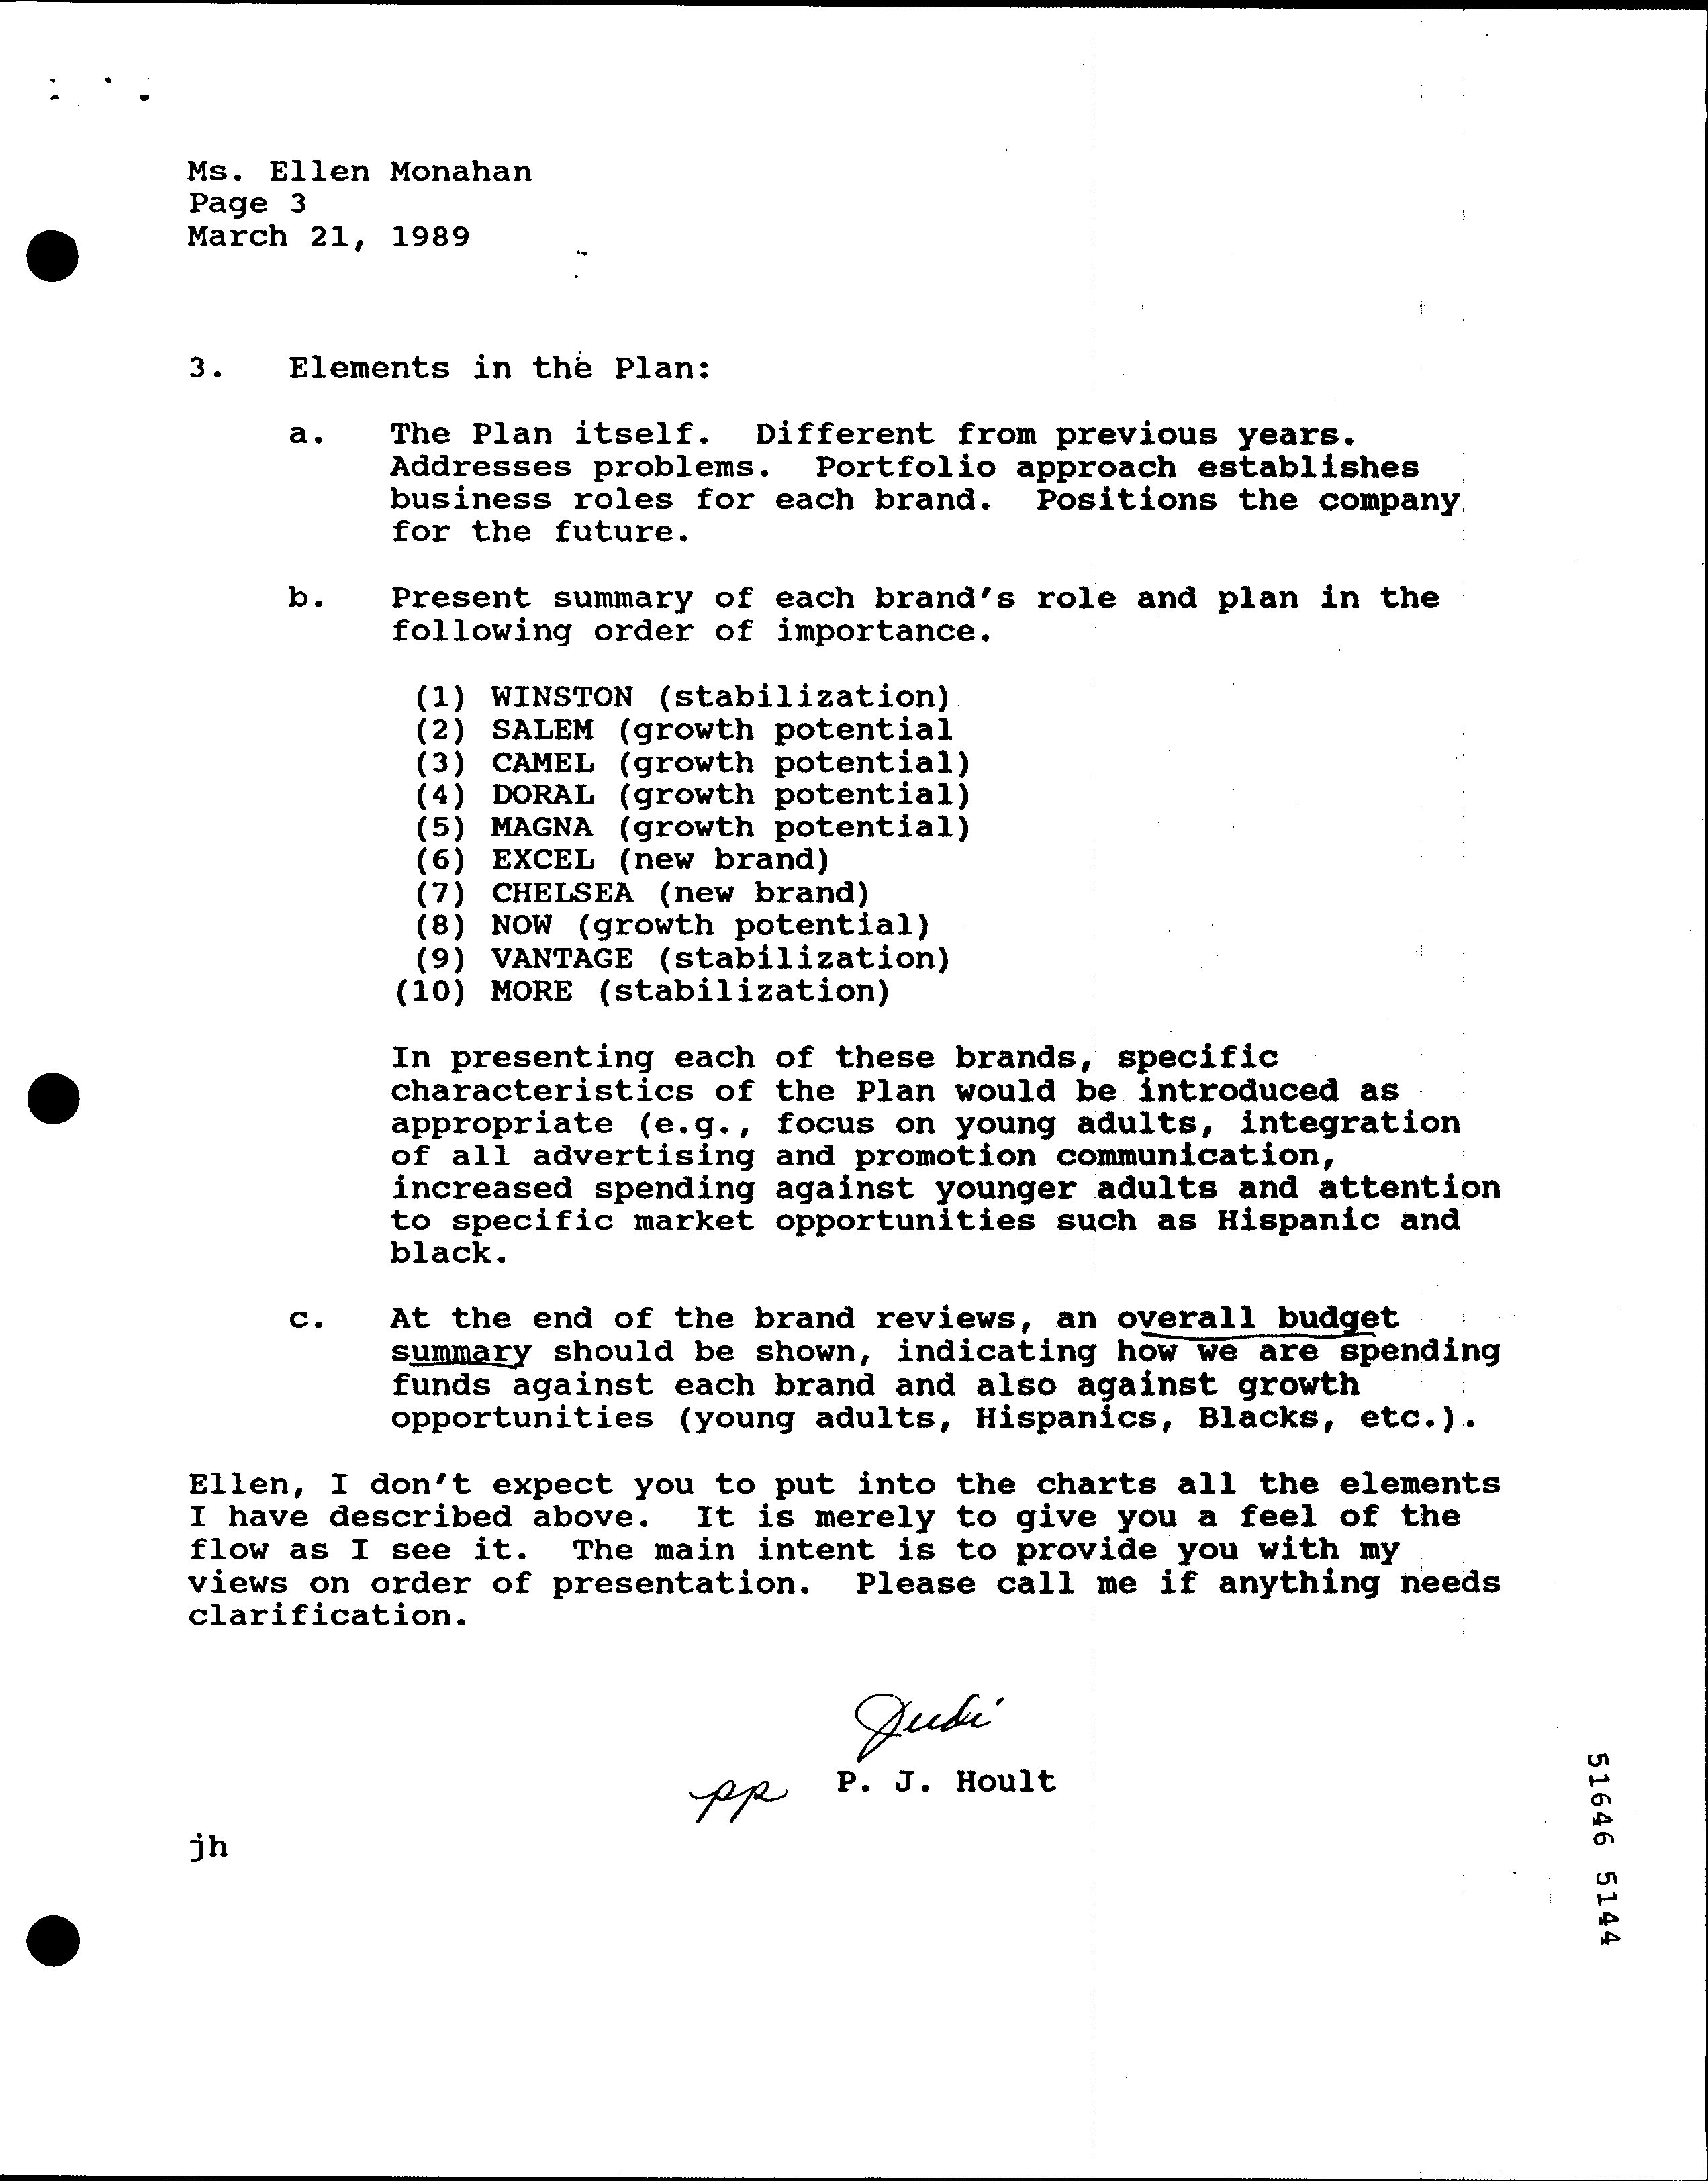 Ms. Ellen Monahan
Page 3
March 21, 1989
3. Elements in the Plan:
a. The Plan itself. Different from previous years.
Addresses problems. Portfolio approach establishes
business roles for each brand. Positions the company
for the future.
b. Present summary of each brand's role and plan in the
following order of importance.
(1) WINSTON (stabilization)
(2) SALEM (growth potential
(3) CAMEL (growth potential)
(4) DORAL (growth potential)
(5) MAGNA (growth potential)
(6) EXCEL (new brand)
(7) CHELSEA (new brand)
(8) NOW (growth potential)
(9) VANTAGE (stabilization)
(10) MORE (stabilization)
In presenting each of these brands, specific
characteristics of the Plan would be introduced as
appropriate (e.g., focus on young adults, integration
of all advertising and promotion communication,
increased spending against younger adults and attention
to specific market opportunities such as Hispanic and
black.
c. At the end of the brand reviews, an overall budget
summary should be shown, indicating how we are spending
funds against each brand and also against growth
opportunities (young adults, Hispanics, Blacks, etc.).
Ellen, I don't expect you to put into the charts all the elements
I have described above. It is merely to give you a feel of the
flow as I see it. The main intent is to provide you with my
views on order of presentation. Please call me if anything needs
clarification.
Judi
pp P. J. Hoult
jh
51646 5144